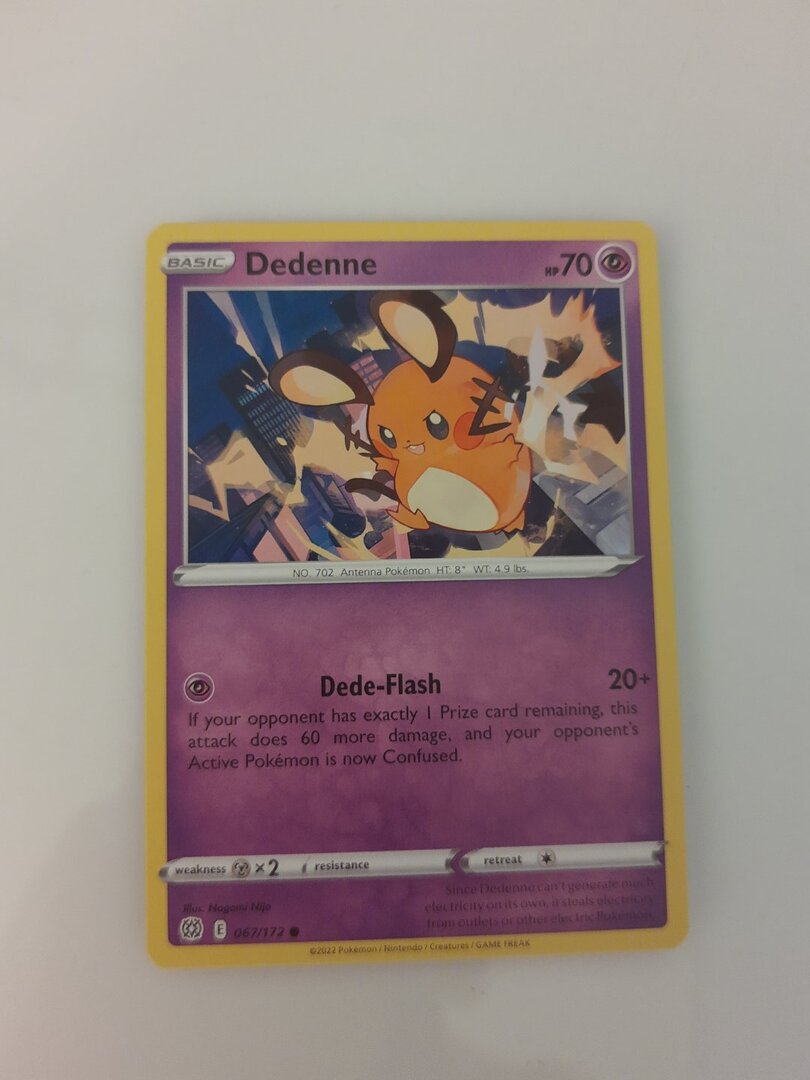 BASIC Dedenne HP 70
NO. 702 Antenna Pokémon HT: 8" WT: 4.9 lbs.
Dede-Flash 20+
If your opponent has exactly 1 Prize card remaining, this
attack does 60 more damage, and your opponent's
Active Pokémon is now Confused.
weakness ×2 resistance retreat
Since Dedenne can't generate much
electricity on its own, it steals electricity
from outlets or other electric Pokémon.
Illus. Nagomi Nijo
E 067/172
©2022 Pokémon / Nintendo / Creatures / GAME FREAK